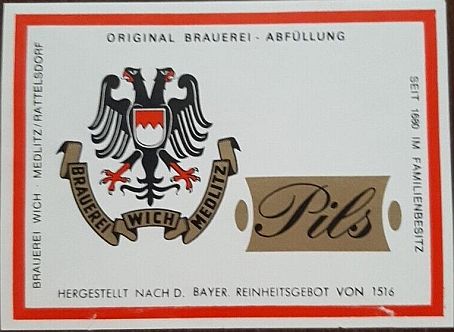 ORIGINAL BRAUEREI - ABFÜLLUNG
BRAUEREI WICH · MEDLITZ/RATTELSDORF
SEIT 1680 IM FAMILIENBESITZ
BRAUEREI WICH MEDLITZ
Pils
HERGESTELLT NACH D. BAYER. REINHEITSGEBOT VON 1516